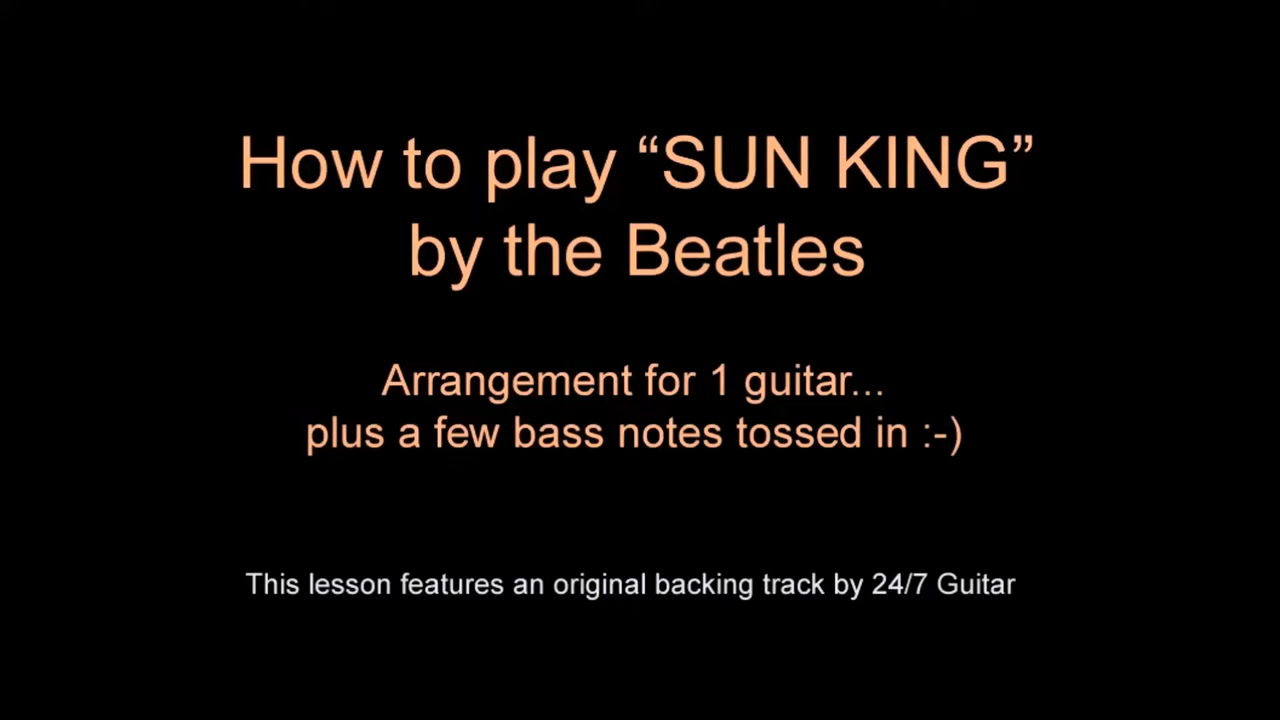 How to play “SUN KING”
by the Beatles
Arrangement for 1 guitar...
plus a few bass notes tossed in :-)
This lesson features an original backing track by 24/7 Guitar